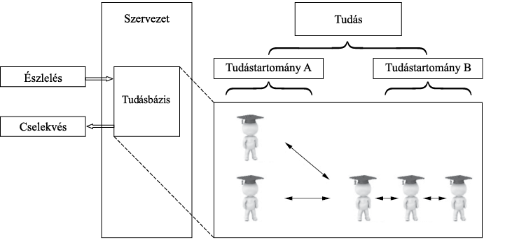 Szervezet
Tudás
Észlelés
Tudásbázis
Cselekvés
Tudástartomány A
Tudástartomány B